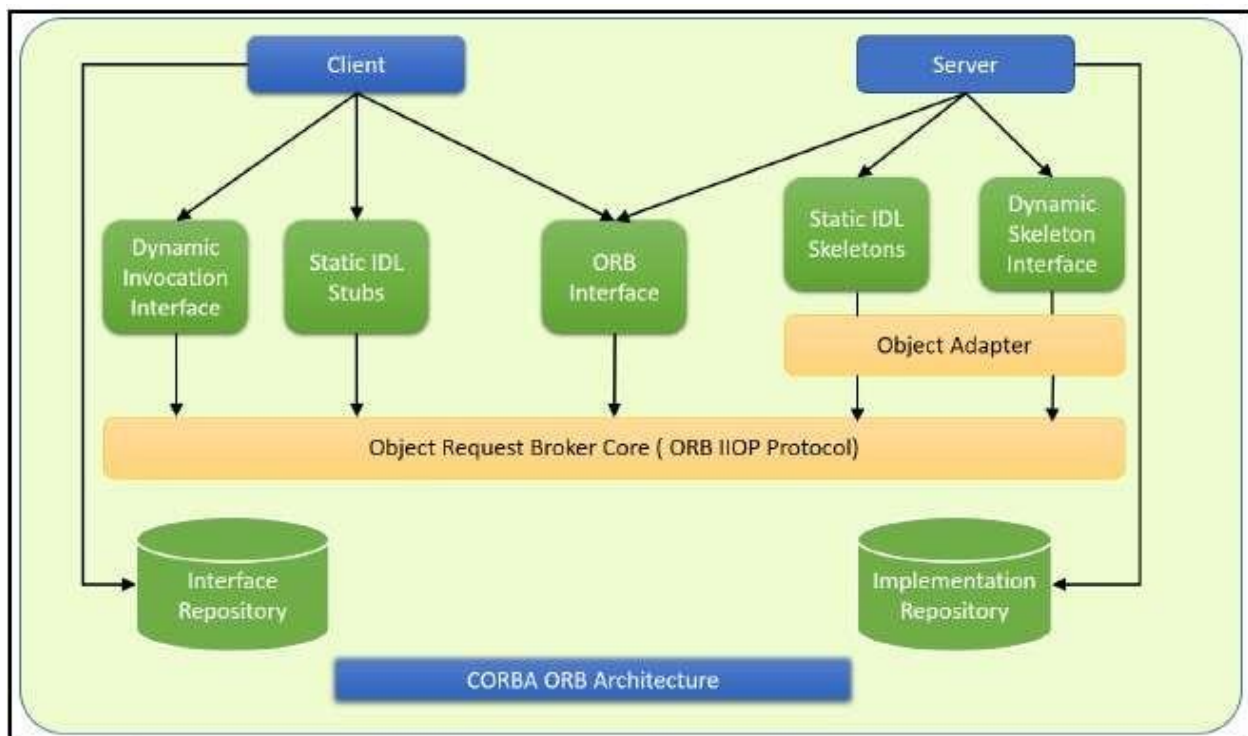 Client
Server
Dynamic
Invocation
Interface
Static IDL
Stubs
ORB
Interface
Static IDL
Skeletons
Dynamic
Skeleton
Interface
Object Adapter
Object Request Broker Core ( ORB IIOP Protocol)
Interface
Repository
Implementation
Repository
CORBA ORB Architecture